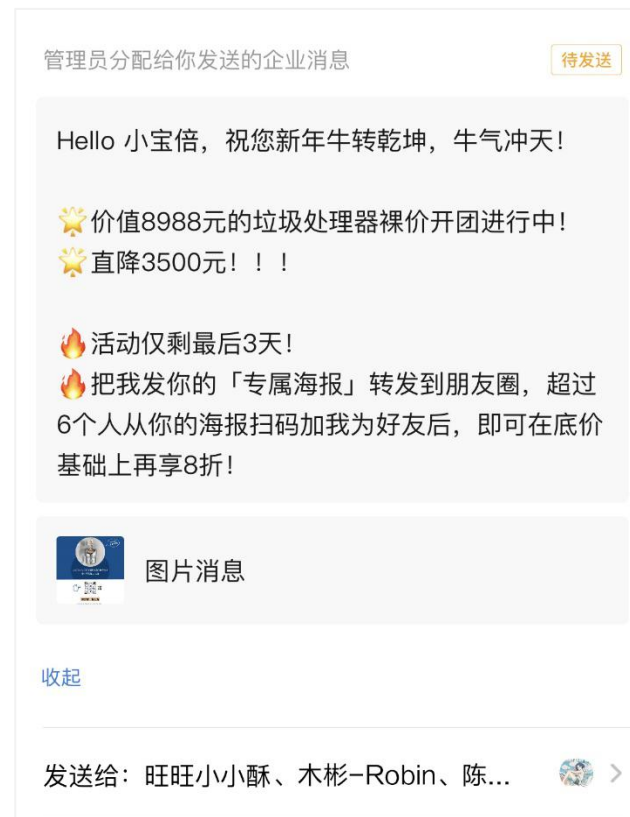 管理员分配给你发送的企业消息
待发送
Hello 小宝倍，祝您新年牛转乾坤，牛气冲天！
🌟价值8988元的垃圾处理器裸价开团进行中！
🌟直降3500元！！！
🔥活动仅剩最后3天！
🔥把我发你的「专属海报」转发到朋友圈，超过
6个人从你的海报扫码加我为好友后，即可在底价
基础上再享8折！
图片消息
收起
发送给：旺旺小小酥、木彬-Robin、陈...